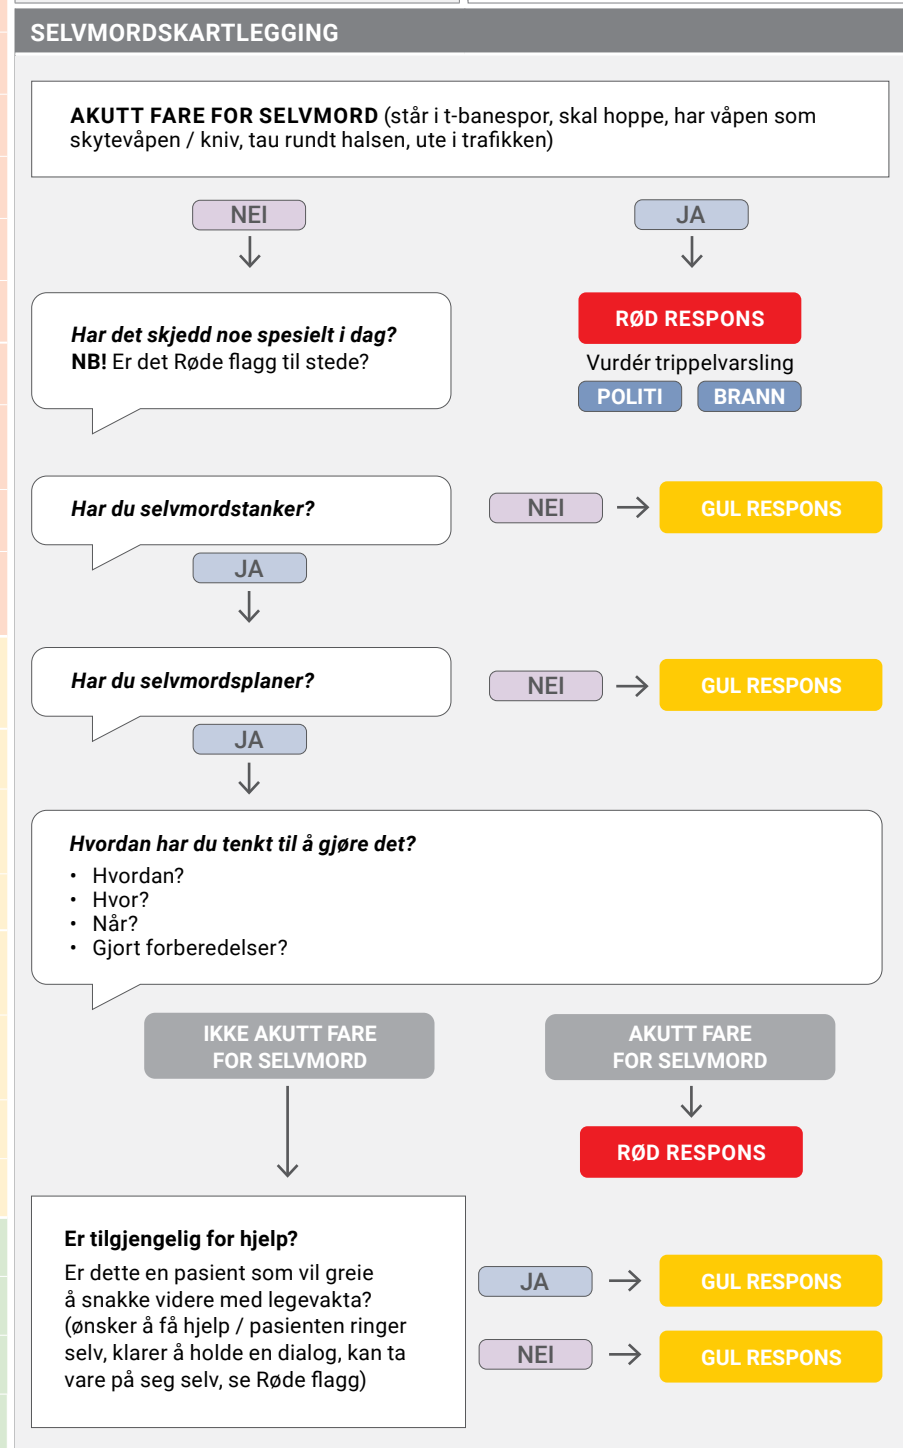 SELVMORDSKARTLEGGING
AKUTT FARE FOR SELVMORD (står i t-banespor, skal hoppe, har våpen som
skytevåpen / kniv, tau rundt halsen, ute i trafikken)
NEI
JA
Har det skjedd noe spesielt i dag?
NB! Er det Røde flagg til stede?
RØD RESPONS
Vurdér trippelvarsling
POLITI
BRANN
Har du selvmordstanker?
NEI
GUL RESPONS
JA
Har du selvmordsplaner?
NEI
GUL RESPONS
JA
Hvordan har du tenkt til å gjøre det?
• Hvordan?
• Hvor?
• Når?
• Gjort forberedelser?
IKKE AKUTT FARE
FOR SELVMORD
AKUTT FARE
FOR SELVMORD
RØD RESPONS
Er tilgjengelig for hjelp?
Er dette en pasient som vil greie
å snakke videre med legevakta?
(ønsker å få hjelp / pasienten ringer
selv, klarer å holde en dialog, kan ta
vare på seg selv, se Røde flagg)
JA
GUL RESPONS
NEI
GUL RESPONS